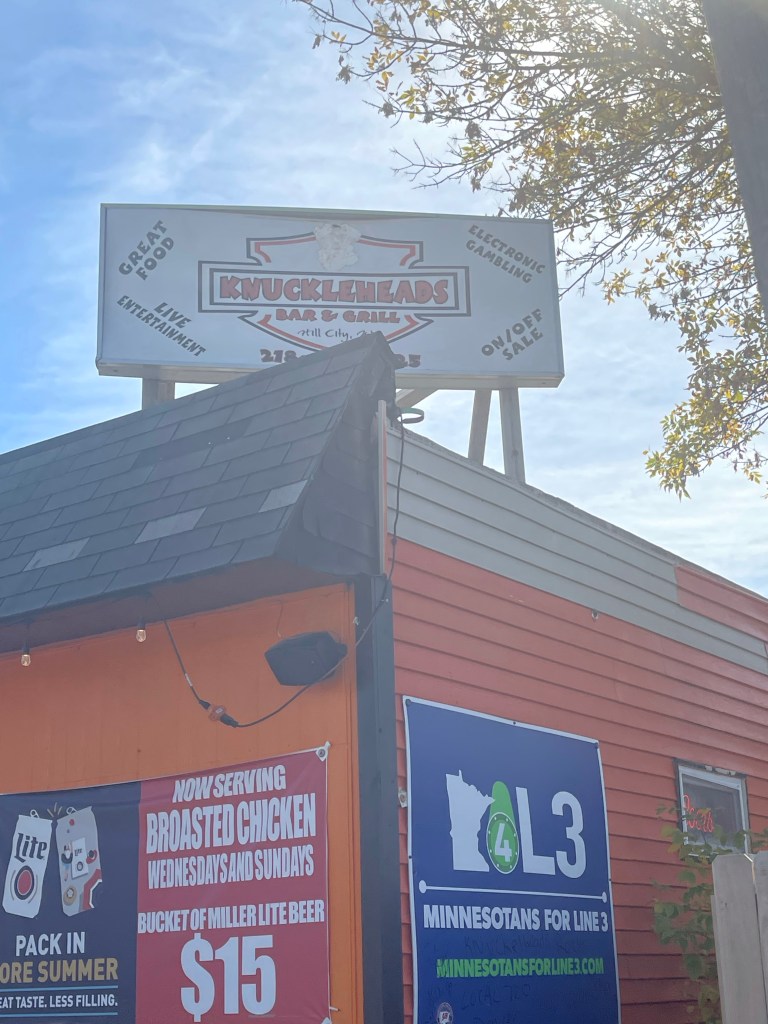 GREAT
FOOD
ELECTRONIC
GAMBLING
KNUCKLEHEADS
BAR & GRILL
Hill City,
LIVE
ENTERTAINMENT
ON/OFF
SALE
NOW SERVING
BROASTED CHICKEN
WEDNESDAYS AND SUNDAYS
BUCKET OF MILLER LITE BEER
$15
Lite
PACK IN
ORE SUMMER
EAT TASTE. LESS FILLING.
4 L3
MINNESOTANS FOR LINE 3
MINNESOTANSFORLINE3.COM